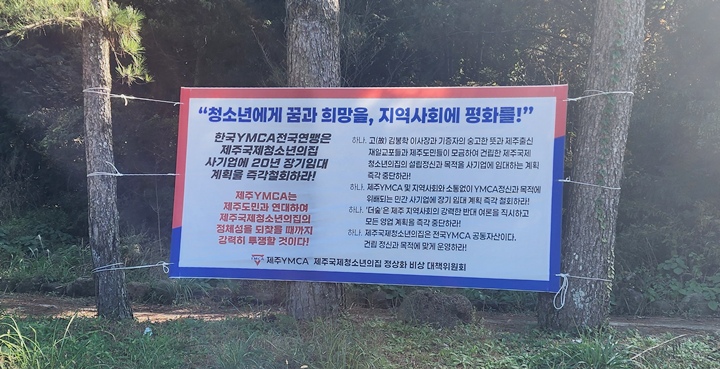 “청소년에게 꿈과 희망을, 지역사회에 평화를!”
한국YMCA전국연맹은
제주국제청소년의집
사기업에 20년 장기임대
계획을 즉각철회하라!
제주YMCA는
제주도민과 연대하여
제주국제청소년의집의
정체성을 되찾을 때까지
강력히 투쟁할 것이다!
하나. 고(故) 김봉학 이사장과 기증자의 숭고한 뜻과 제주출신
재일교포들과 제주도민들이 모금하여 건립한 제주국제
청소년의집의 설립정신과 목적을 사기업에 임대하는 계획
즉각 중단하라!
하나. 제주YMCA 및 지역사회와 소통없이 YMCA정신과 목적에
위배되는 민간 사기업에 장기 임대 계획 즉각 철회하라!
하나. '더숲'은 제주 지역사회의 강력한 반대 여론을 직시하고
모든 영업 계획을 즉각 중단하라!
하나. 제주국제청소년의집은 전국YMCA 공동자산이다.
건립 정신과 목적에 맞게 운영하라!
제주YMCA 제주국제청소년의집 정상화 비상 대책위원회